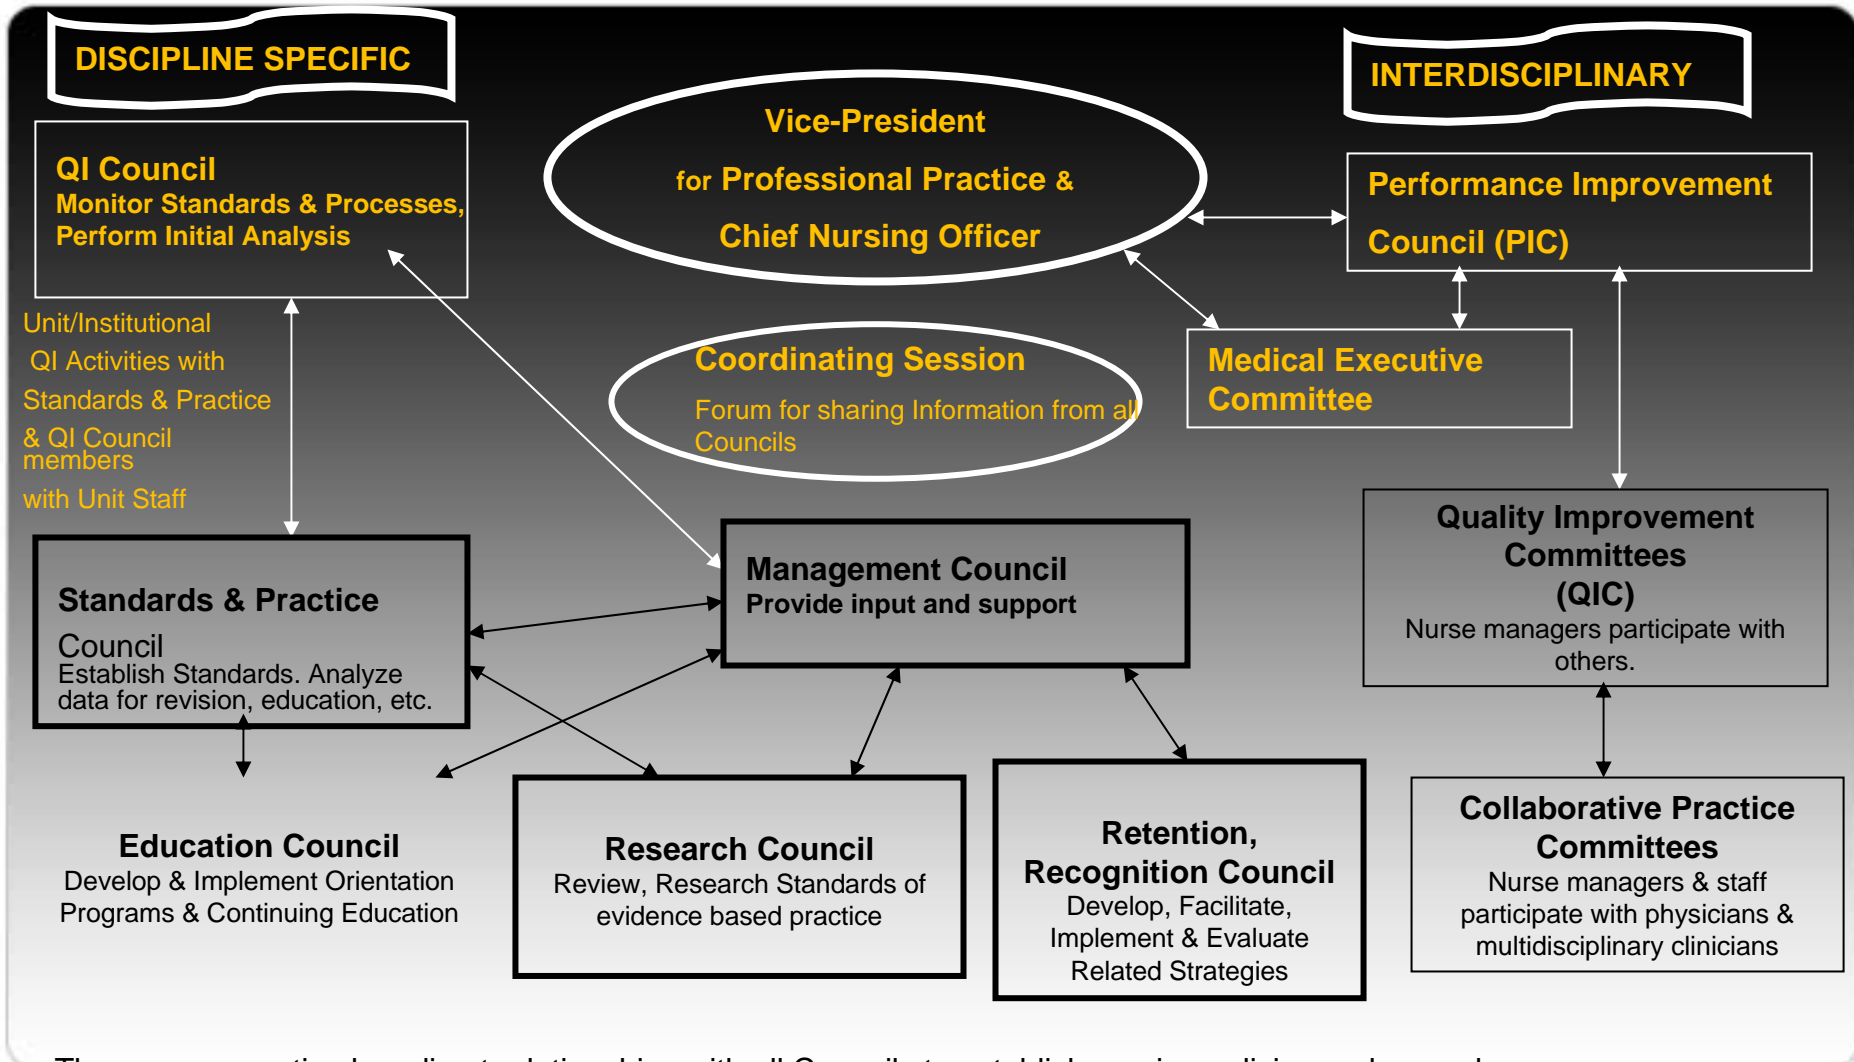 DISCIPLINE SPECIFIC
INTERDISCIPLINARY
Vice-President
for Professional Practice &
Chief Nursing Officer
QI Council
Monitor Standards & Processes,
Perform Initial Analysis
Performance Improvement
Council (PIC)
Unit/Institutional
QI Activities with
Standards & Practice
& QI Council
members
with Unit Staff
Coordinating Session
Forum for sharing Information from all
Councils
Medical Executive
Committee
Standards & Practice
Council
Establish Standards. Analyze
data for revision, education, etc.
Management Council
Provide input and support
Quality Improvement
Committees
(QIC)
Nurse managers participate with
others.
Education Council
Develop & Implement Orientation
Programs & Continuing Education
Research Council
Review, Research Standards of
evidence based practice
Retention,
Recognition Council
Develop, Facilitate,
Implement & Evaluate
Related Strategies
Collaborative Practice
Committees
Nurse managers & staff
participate with physicians &
multidisciplinary clinicians